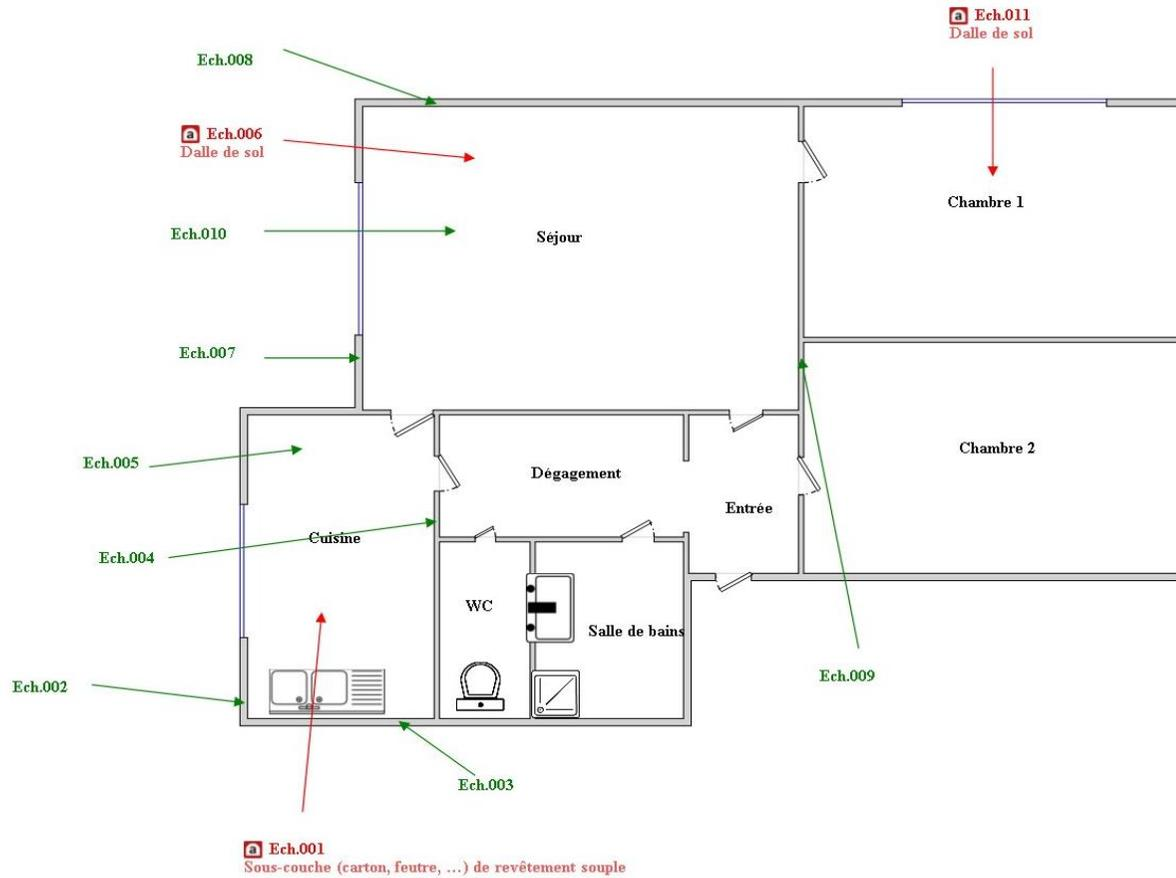 a Ech.011
Dalle de sol
Ech.008
a Ech.006
Dalle de sol
Chambre 1
Ech.010
Séjour
Ech.007
Ech.005
Dégagement
Chambre 2
Entrée
Ech.004
Cuisine
WC
Salle de bains
Ech.002
Ech.009
Ech.003
a Ech.001
Sous-couche (carton, feutre, ...) de revêtement souple